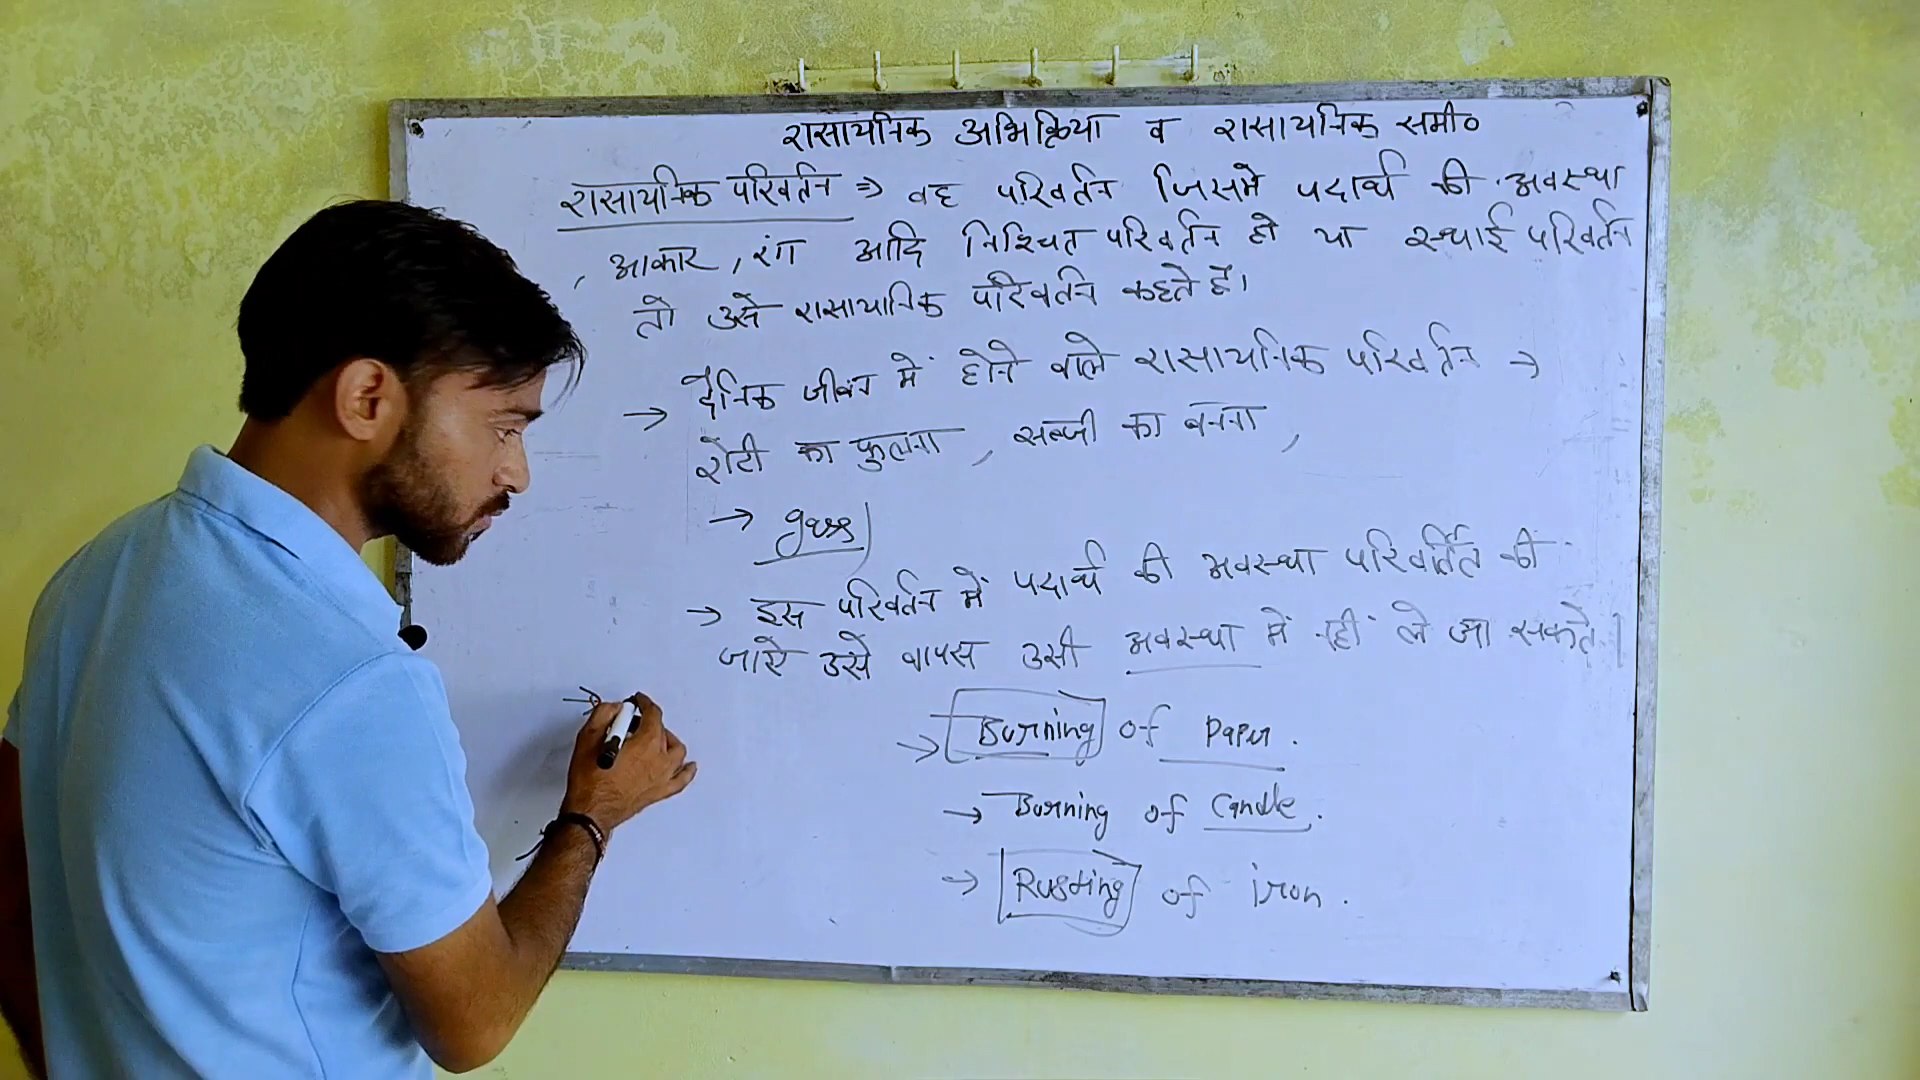 रासायनिक अभिक्रिया व रासायनिक समी०
रासायनिक परिवर्तन ⇒ वह परिवर्तन जिसमे पदार्थ की अवस्था
, आकार , रंग आदि निश्चित परिवर्तन हो या स्थाई परिवर्तन
तो उसे रासायनिक परिवर्तन कहते है।
→ दैनिक जीवन में होने वाले रासायनिक परिवर्तन →
रोटी का फुलना , सब्जी का बनना ,
→
→ इस परिवर्तन में पदार्थ की अवस्था परिवर्तित की
जाऐ उसे वापस उसी अवस्था में नहीं ले जा सकते।
→ Burning of Paper .
→ Burning of Candle .
→ Rusting of iron .
→